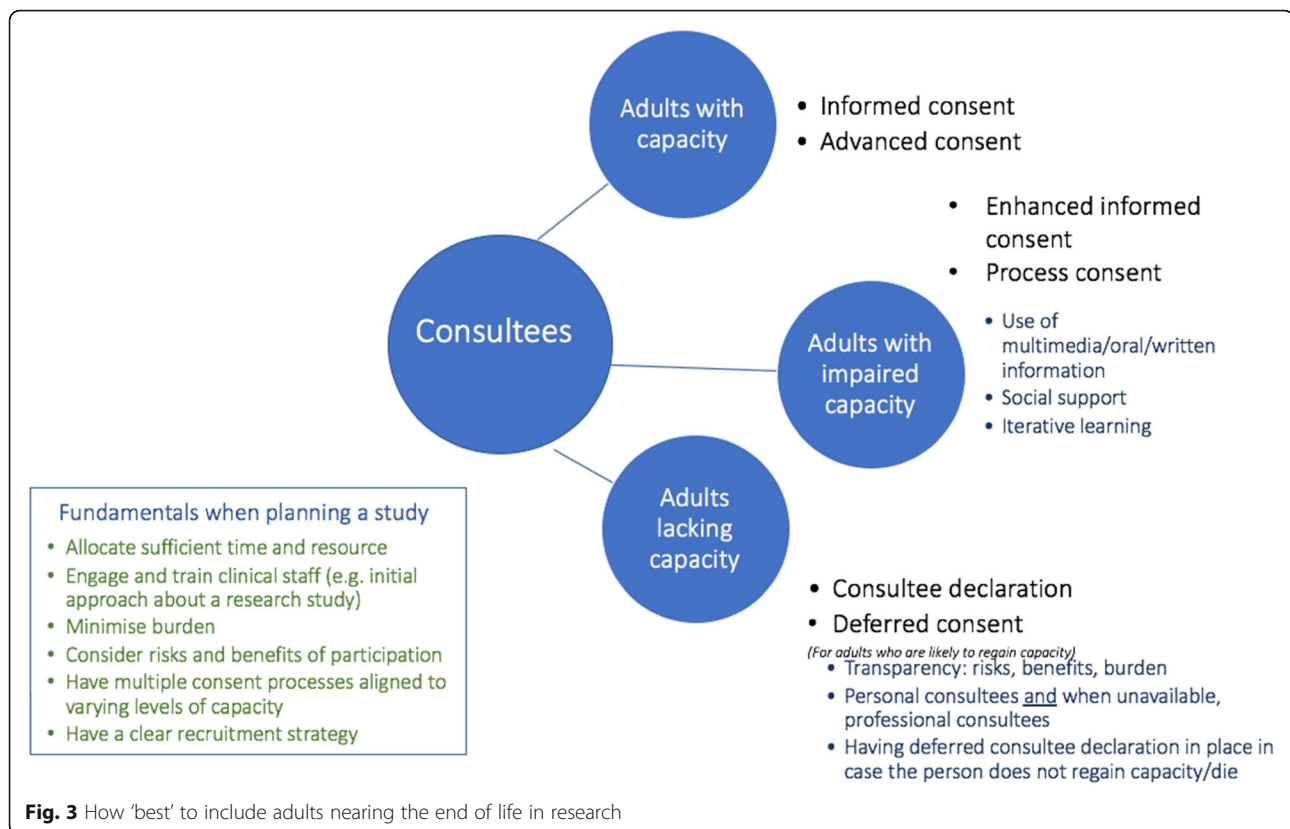 Adults with
capacity
• Informed consent
• Advanced consent
Consultees
Adults with
impaired
capacity
• Enhanced informed
consent
• Process consent
• Use of
multimedia/oral/written
information
• Social support
• Iterative learning
Adults
lacking
capacity
• Consultee declaration
• Deferred consent
(For adults who are likely to regain capacity)
• Transparency: risks, benefits, burden
• Personal consultees and when unavailable,
professional consultees
• Having deferred consultee declaration in place in
case the person does not regain capacity/die
Fundamentals when planning a study
• Allocate sufficient time and resource
• Engage and train clinical staff (e.g. initial
approach about a research study)
• Minimise burden
• Consider risks and benefits of participation
• Have multiple consent processes aligned to
varying levels of capacity
• Have a clear recruitment strategy
Fig. 3 How ‘best’ to include adults nearing the end of life in research